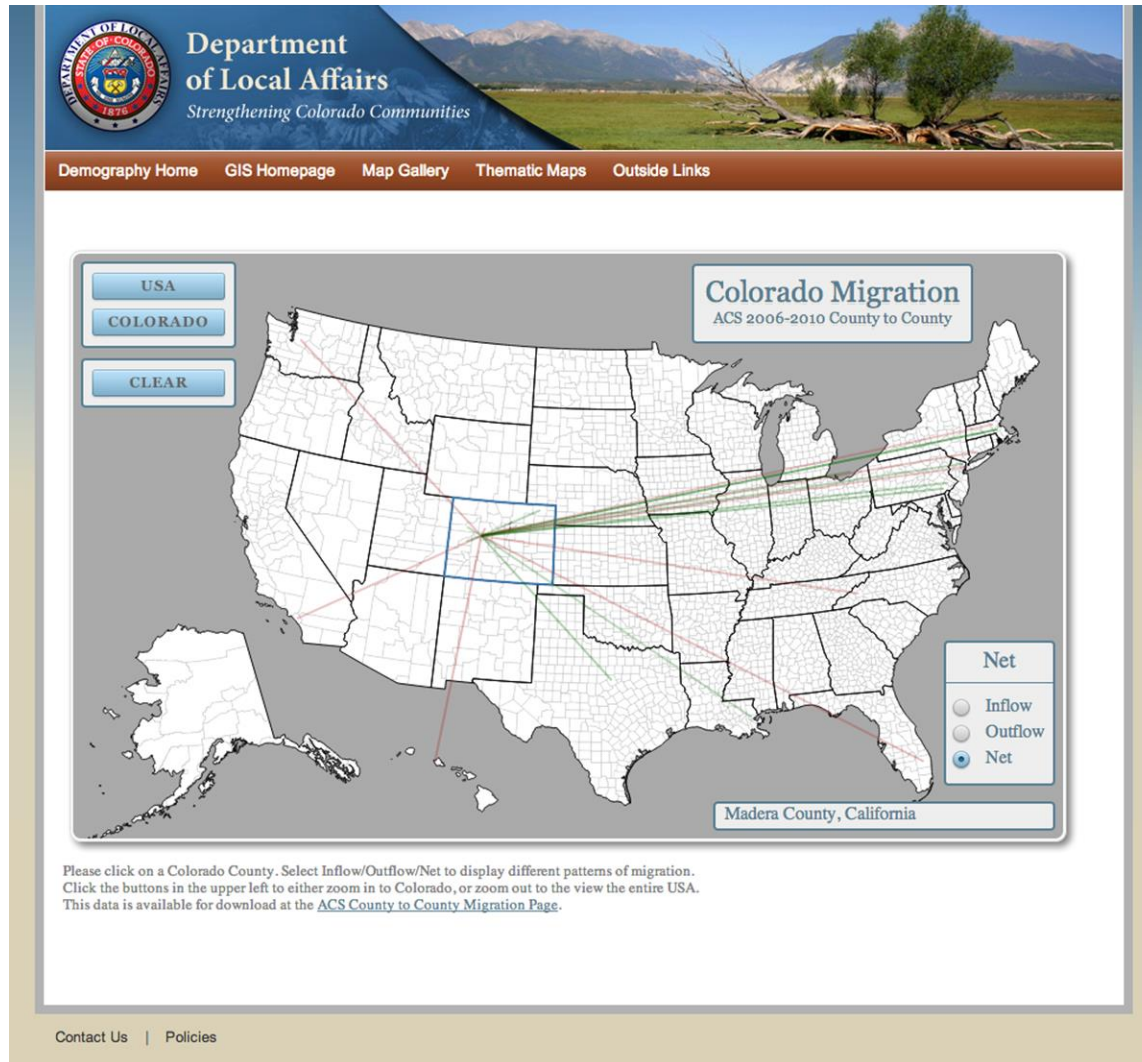 DEPARTMENT OF LOCAL AFFAIRS
STATE OF COLORADO
1876
Department
of Local Affairs
Strengthening Colorado Communities
Demography Home GIS Homepage Map Gallery Thematic Maps Outside Links
USA
COLORADO
CLEAR
Colorado Migration
ACS 2006-2010 County to County
Net
Inflow
Outflow
Net
Madera County, California
Please click on a Colorado County. Select Inflow/Outflow/Net to display different patterns of migration.
Click the buttons in the upper left to either zoom in to Colorado, or zoom out to the view the entire USA.
This data is available for download at the ACS County to County Migration Page.
Contact Us | Policies